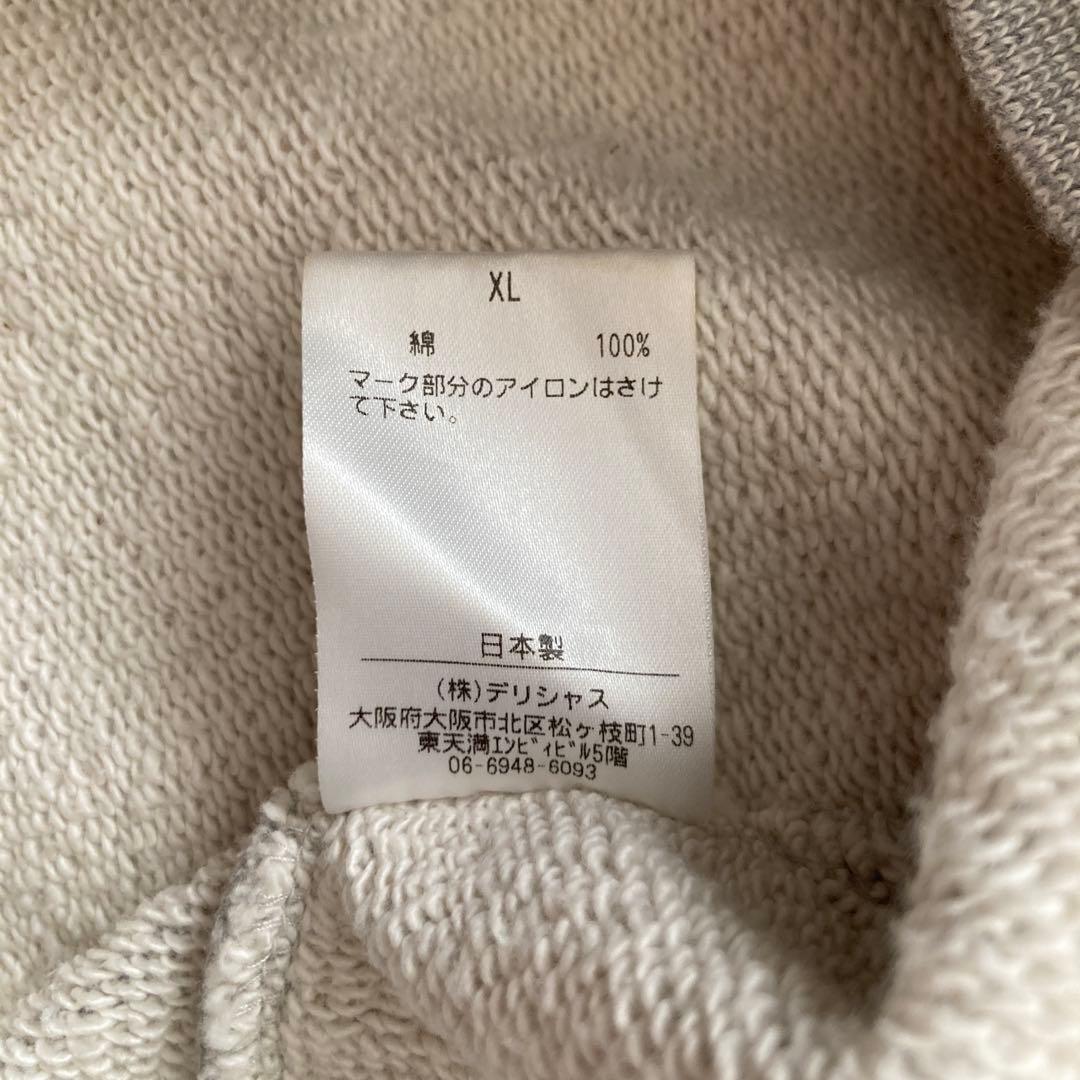 XL
綿 100%
マーク部分のアイロンはさけ
て下さい。
日本製
(株)デリシャス
大阪府大阪市北区松ヶ枝町1-39
東天満ｴﾝﾋﾞｨﾋﾞﾙ5階
06-6948-6093